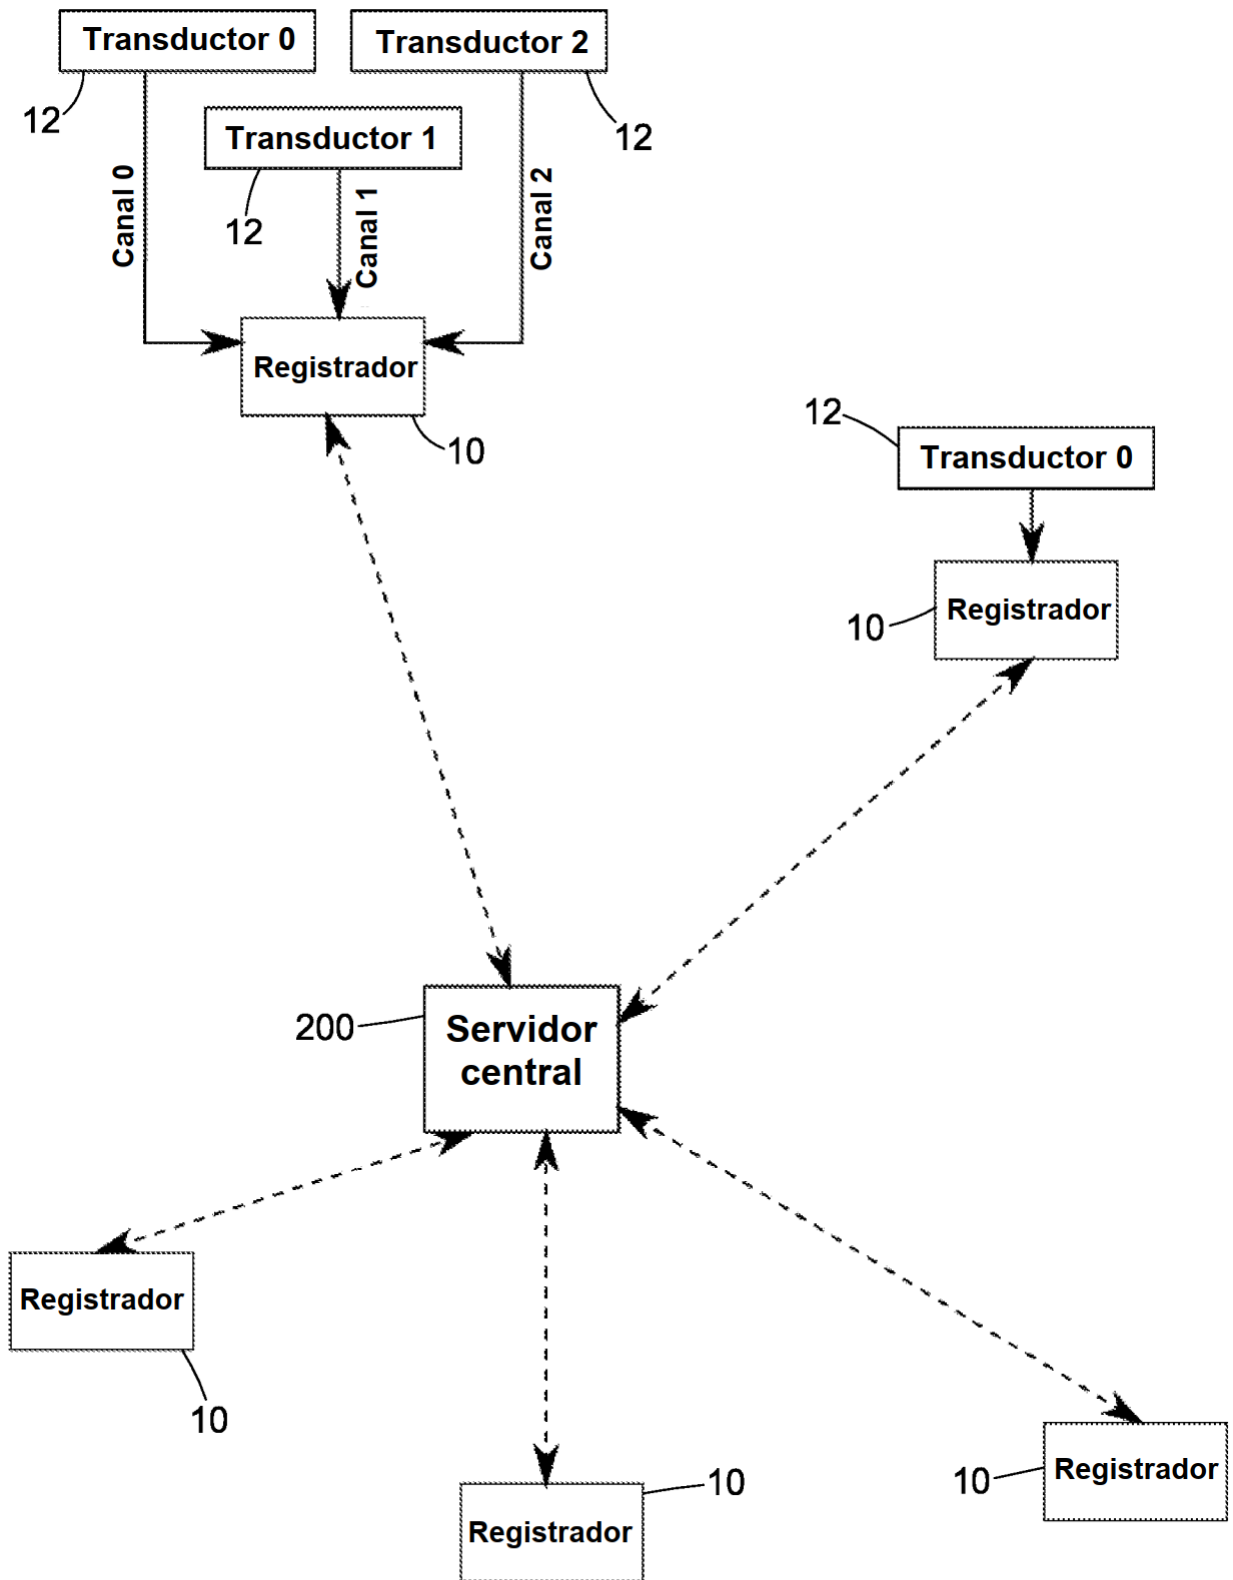 Transductor 0
Transductor 2
12
12
Transductor 1
12
Canal 0
Canal 1
Canal 2
Registrador
10
12
Transductor 0
Registrador
10
200
Servidor
central
Registrador
10
10
Registrador
10
Registrador